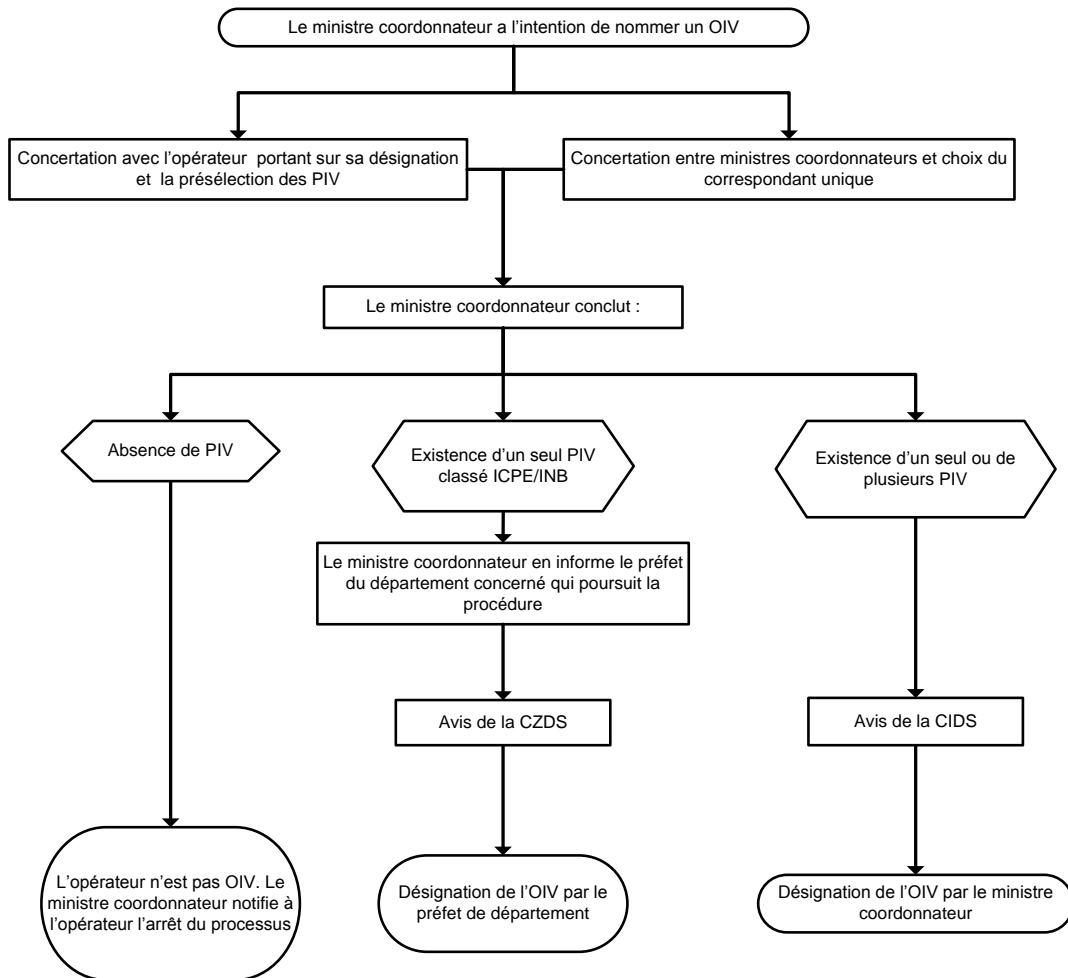 Le ministre coordonnateur a l’intention de nommer un OIV
Concertation avec l’opérateur portant sur sa désignation
et la présélection des PIV
Concertation entre ministres coordonnateurs et choix du
correspondant unique
Le ministre coordonnateur conclut :
Absence de PIV
Existence d’un seul PIV
classé ICPE/INB
Existence d’un seul ou de
plusieurs PIV
Le ministre coordonnateur en informe le préfet
du département concerné qui poursuit la
procédure
Avis de la CZDS
Avis de la CIDS
L’opérateur n’est pas OIV. Le
ministre coordonnateur notifie à
l’opérateur l’arrêt du processus
Désignation de l’OIV par le
préfet de département
Désignation de l’OIV par le ministre
coordonnateur